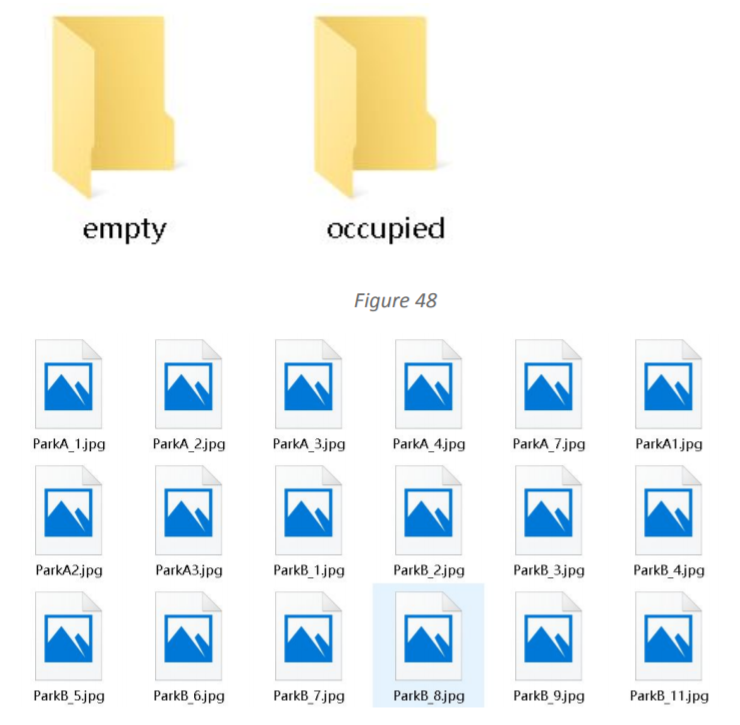 empty occupied
Figure 48
ParkA_1.jpg ParkA_2.jpg ParkA_3.jpg ParkA_4.jpg ParkA_7.jpg ParkA1.jpg
ParkA2.jpg ParkA3.jpg ParkB_1.jpg ParkB_2.jpg ParkB_3.jpg ParkB_4.jpg
ParkB_5.jpg ParkB_6.jpg ParkB_7.jpg ParkB_8.jpg ParkB_9.jpg ParkB_11.jpg